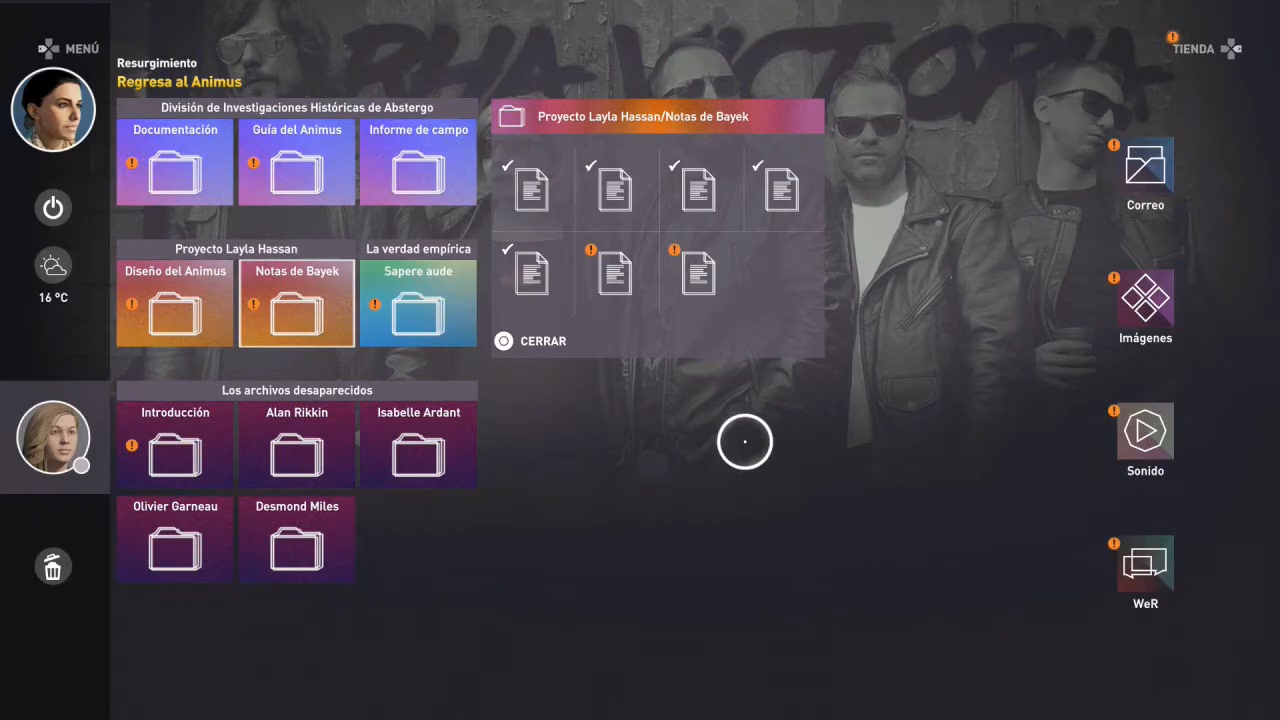 MENÚ
TIENDA
Resurgimiento
Regresa al Animus
División de Investigaciones Históricas de Abstergo
Documentación
Guía del Animus
Informe de campo
Proyecto Layla Hassan
La verdad empírica
Diseño del Animus
Notas de Bayek
Sapere aude
Los archivos desaparecidos
Introducción
Alan Rikkin
Isabelle Ardant
Olivier Garneau
Desmond Miles
Proyecto Layla Hassan/Notas de Bayek
CERRAR
16 °C
Correo
Imágenes
Sonido
WeR